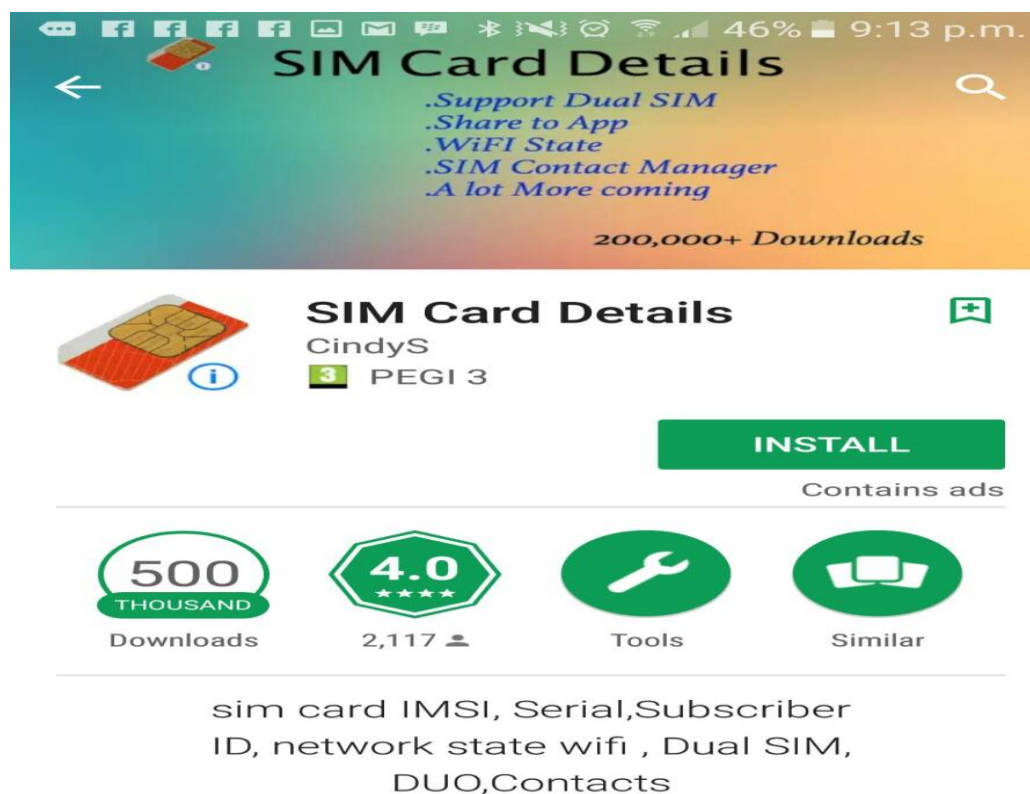 46% 9:13 p.m.
SIM Card Details
.Support Dual SIM
.Share to App
.WiFI State
.SIM Contact Manager
.A lot More coming
200,000+ Downloads
SIM Card Details
CindyS
3 PEGI 3
INSTALL
Contains ads
500 4.0
THOUSAND
Downloads 2,117 Tools Similar
sim card IMSI, Serial,Subscriber
ID, network state wifi , Dual SIM,
DUO,Contacts